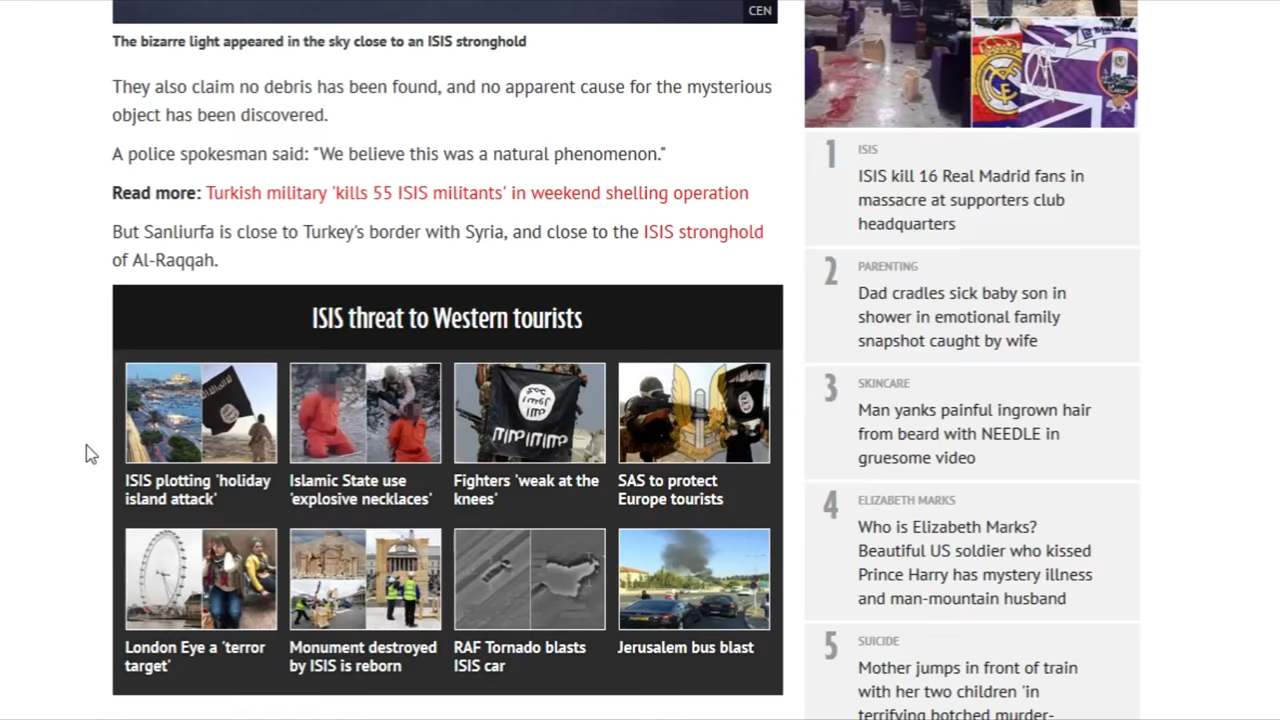 CEN
The bizarre light appeared in the sky close to an ISIS stronghold
They also claim no debris has been found, and no apparent cause for the mysterious
object has been discovered.
A police spokesman said: "We believe this was a natural phenomenon."
Read more: Turkish military 'kills 55 ISIS militants' in weekend shelling operation
But Sanliurfa is close to Turkey's border with Syria, and close to the ISIS stronghold
of Al-Raqqah.
ISIS threat to Western tourists
ISIS plotting 'holiday
island attack'
Islamic State use
'explosive necklaces'
Fighters 'weak at the
knees'
SAS to protect
Europe tourists
London Eye a 'terror
target'
Monument destroyed
by ISIS is reborn
RAF Tornado blasts
ISIS car
Jerusalem bus blast
1
ISIS
ISIS kill 16 Real Madrid fans in
massacre at supporters club
headquarters
2
PARENTING
Dad cradles sick baby son in
shower in emotional family
snapshot caught by wife
3
SKINCARE
Man yanks painful ingrown hair
from beard with NEEDLE in
gruesome video
4
ELIZABETH MARKS
Who is Elizabeth Marks?
Beautiful US soldier who kissed
Prince Harry has mystery illness
and man-mountain husband
5
SUICIDE
Mother jumps in front of train
with her two children 'in
terrifying botched murder-